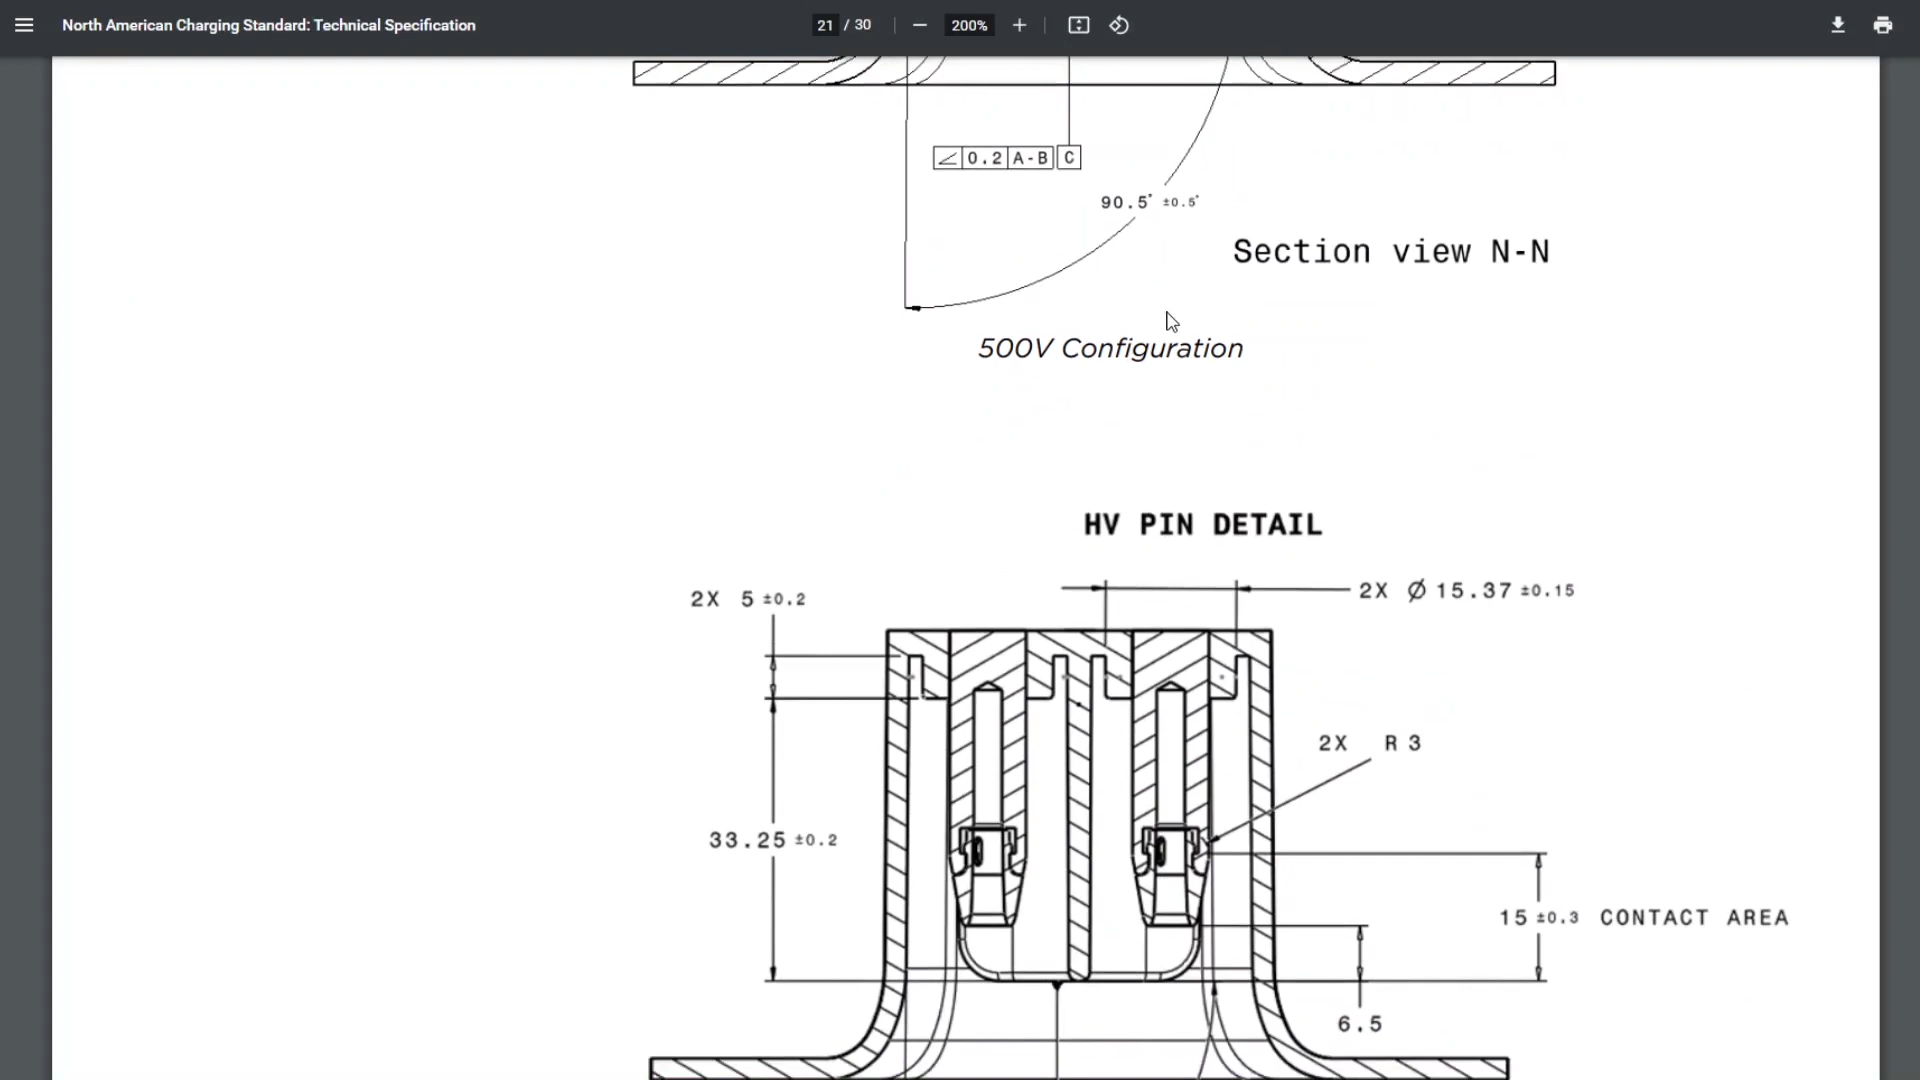 North American Charging Standard: Technical Specification
21 / 30
200%
0.2 A-B C
90.5° ±0.5°
Section view N-N
500V Configuration
HV PIN DETAIL
2X 5 ±0.2
2X Ø 15.37 ±0.15
2X R 3
33.25 ±0.2
15 ±0.3 CONTACT AREA
6.5